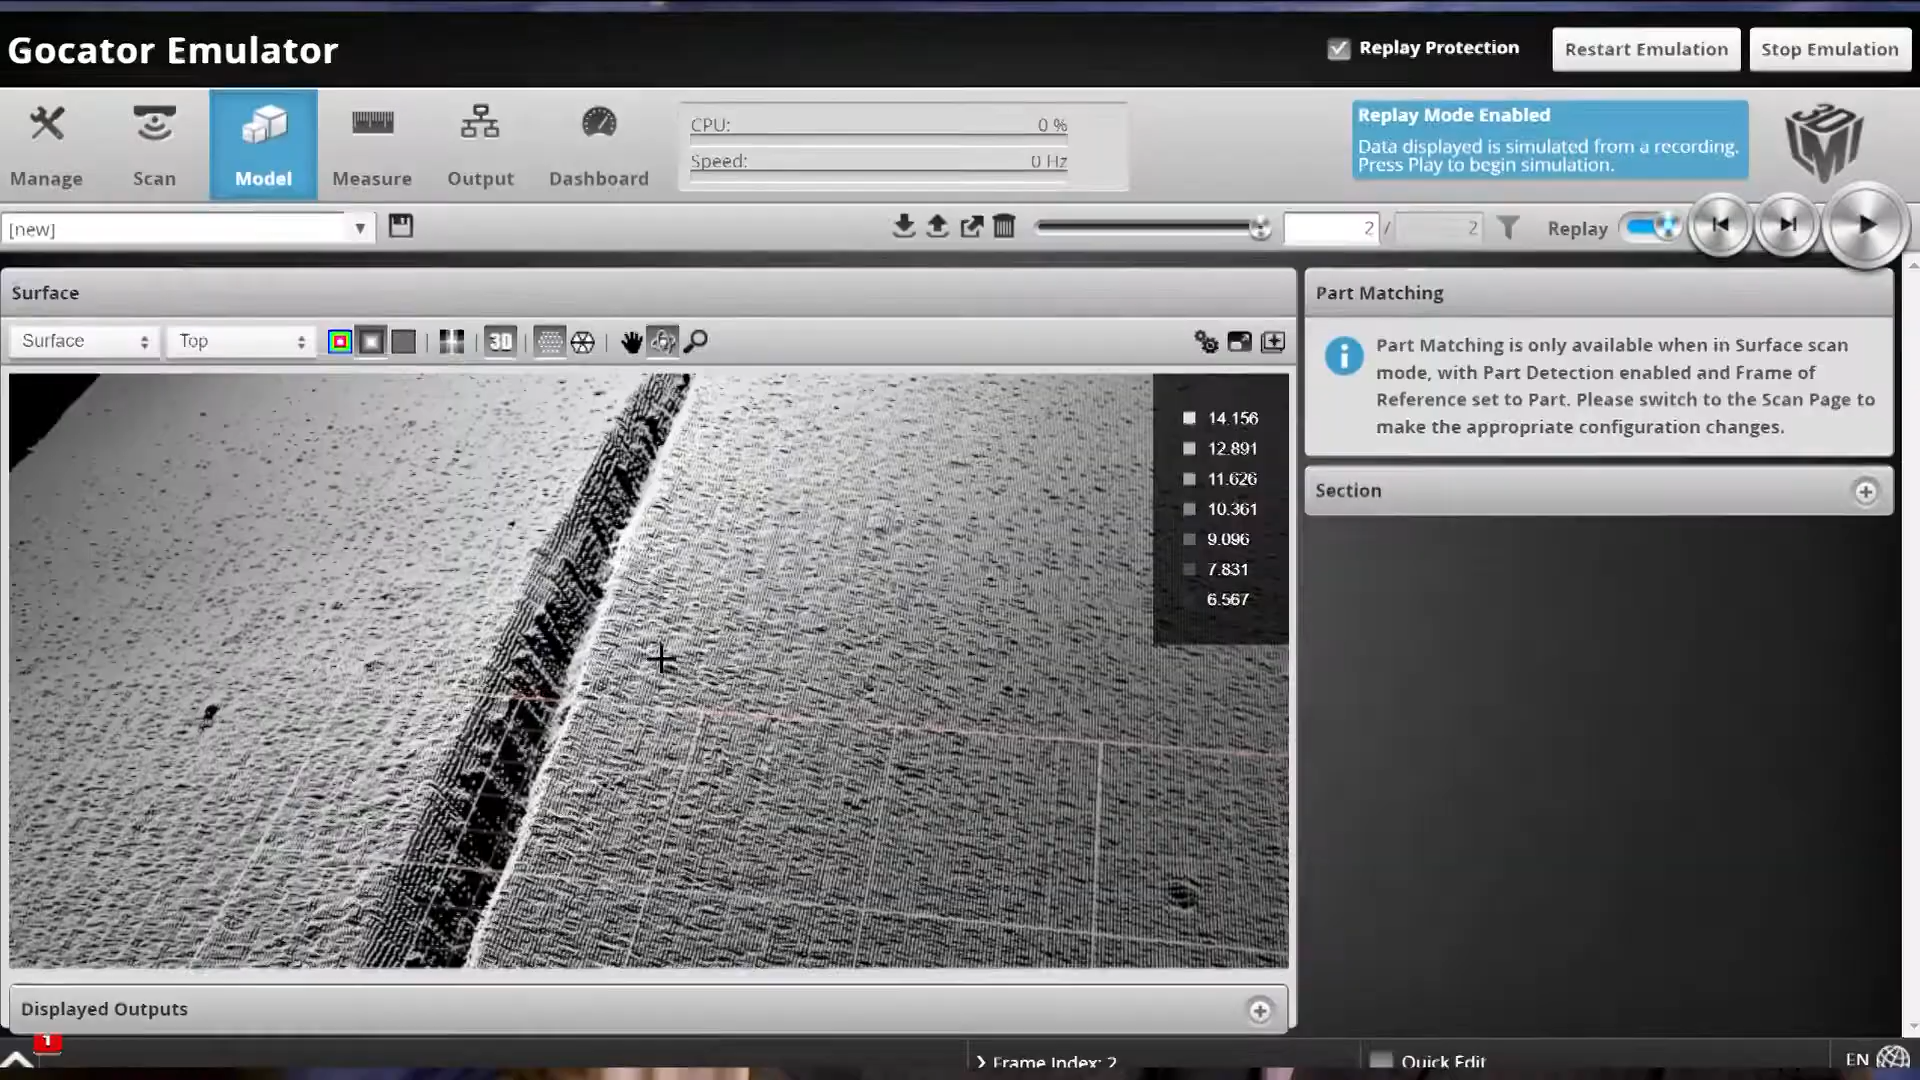 Gocator Emulator
Replay Protection
Restart Emulation
Stop Emulation
Manage
Scan
Model
Measure
Output
Dashboard
CPU:
0 %
Speed:
0 Hz
Replay Mode Enabled
Data displayed is simulated from a recording.
Press Play to begin simulation.
[new]
2
/
2
Replay
Surface
Surface
Top
3D
14.156
12.891
11.626
10.361
9.096
7.831
6.567
Part Matching
Part Matching is only available when in Surface scan
mode, with Part Detection enabled and Frame of
Reference set to Part. Please switch to the Scan Page to
make the appropriate configuration changes.
Section
Displayed Outputs
1
Frame Index: 2
Quick Edit
EN